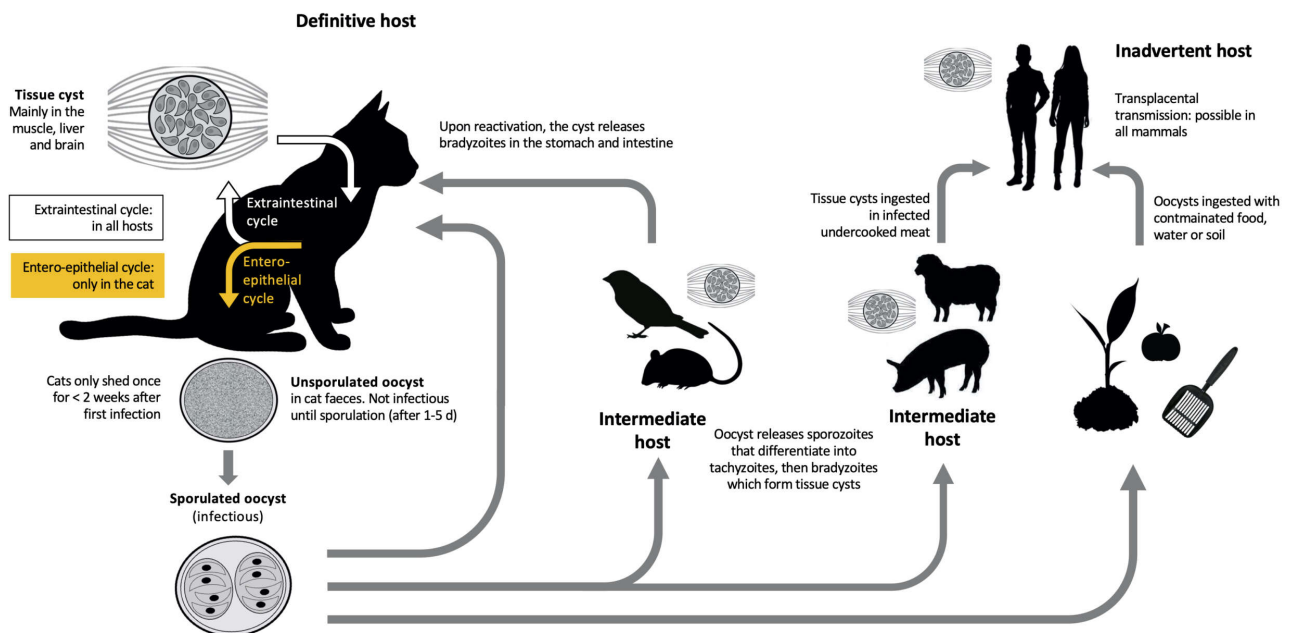 Definitive host
Tissue cyst
Mainly in the
muscle, liver
and brain
Extraintestinal cycle:
in all hosts
Entero-epithelial cycle:
only in the cat
Extraintestinal
cycle
Entero-
epithelial
cycle
Upon reactivation, the cyst releases
bradyzoites in the stomach and intestine
Cats only shed once
for < 2 weeks after
first infection
Unsporulated oocyst
in cat faeces. Not infectious
until sporulation (after 1-5 d)
Sporulated oocyst
(infectious)
Intermediate
host
Oocyst releases sporozoites
that differentiate into
tachyzoites, then bradyzoites
which form tissue cysts
Inadvertent host
Transplacental
transmission: possible in
all mammals
Tissue cysts ingested
in infected
undercooked meat
Oocysts ingested with
contmainated food,
water or soil
Intermediate
host